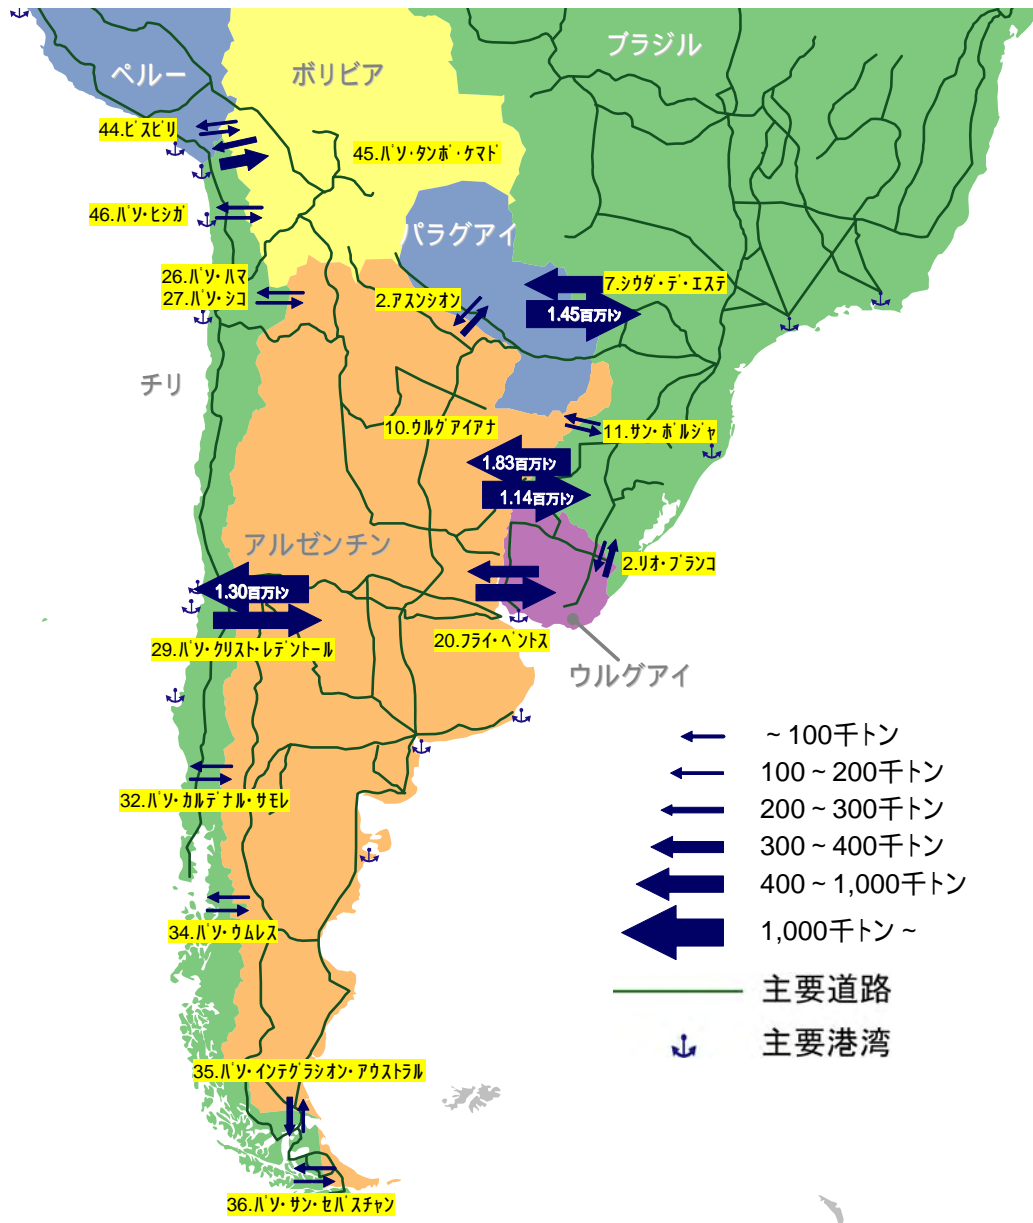 ブラジル
ペルー
ボリビア
44.ﾋﾞｽﾋﾞﾘ
45.ﾊﾟｿ･ﾀﾝﾎﾞ･ｹﾏﾄﾞ
46.ﾊﾟｿ･ﾋｼｶﾞ
パラグアイ
26.ﾊﾟｿ･ﾊﾏ
27.ﾊﾟｿ･ｼｺ
2.ｱｽﾝｼｵﾝ
7.ｼｳﾀﾞ･ﾃﾞ･ｴｽﾃ
1.45百万ﾄﾝ
チリ
10.ｳﾙｸﾞｱｲｱﾅ
11.ｻﾝ･ﾎﾞﾙｼﾞｬ
1.83百万ﾄﾝ
1.14百万ﾄﾝ
アルゼンチン
2.ﾘｵ･ﾌﾞﾗﾝｺ
1.30百万ﾄﾝ
20.ﾌﾗｲ･ﾍﾞﾝﾄｽ
29.ﾊﾟｿ･ｸﾘｽﾄ･ﾚﾃﾞﾝﾄｰﾙ
ウルグアイ
~100千トン
100~200千トン
200~300千トン
300~400千トン
400~1,000千トン
1,000千トン~
主要道路
主要港湾
32.ﾊﾟｿ･ｶﾙﾃﾞﾅﾙ･ｻﾓﾚ
34.ﾊﾟｿ･ｳﾑﾚｽ
35.ﾊﾟｿ･ｲﾝﾃｸﾞﾗｼｵﾝ･ｱｳｽﾄﾗﾙ
36.ﾊﾟｿ･ｻﾝ･ｾﾊﾞｽﾁｬﾝ